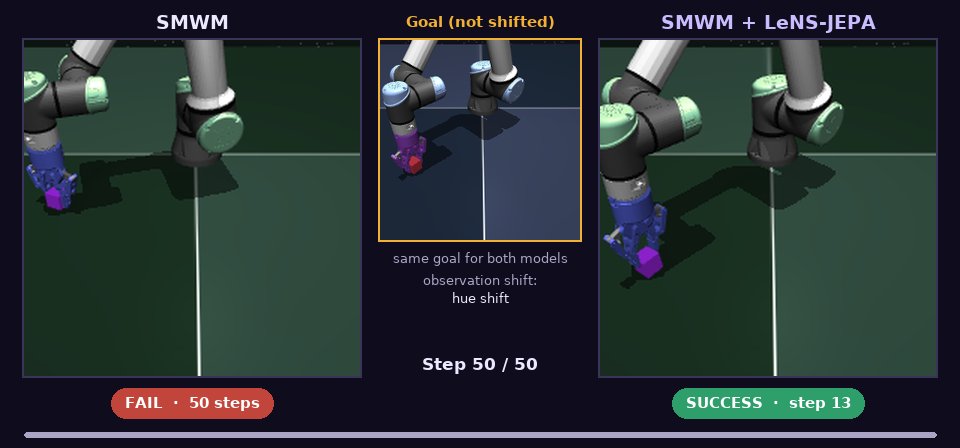 SMWM
Goal (not shifted)
SMWM + LeNS-JEPA
same goal for both models
observation shift:
hue shift
Step 50 / 50
FAIL · 50 steps
SUCCESS · step 13